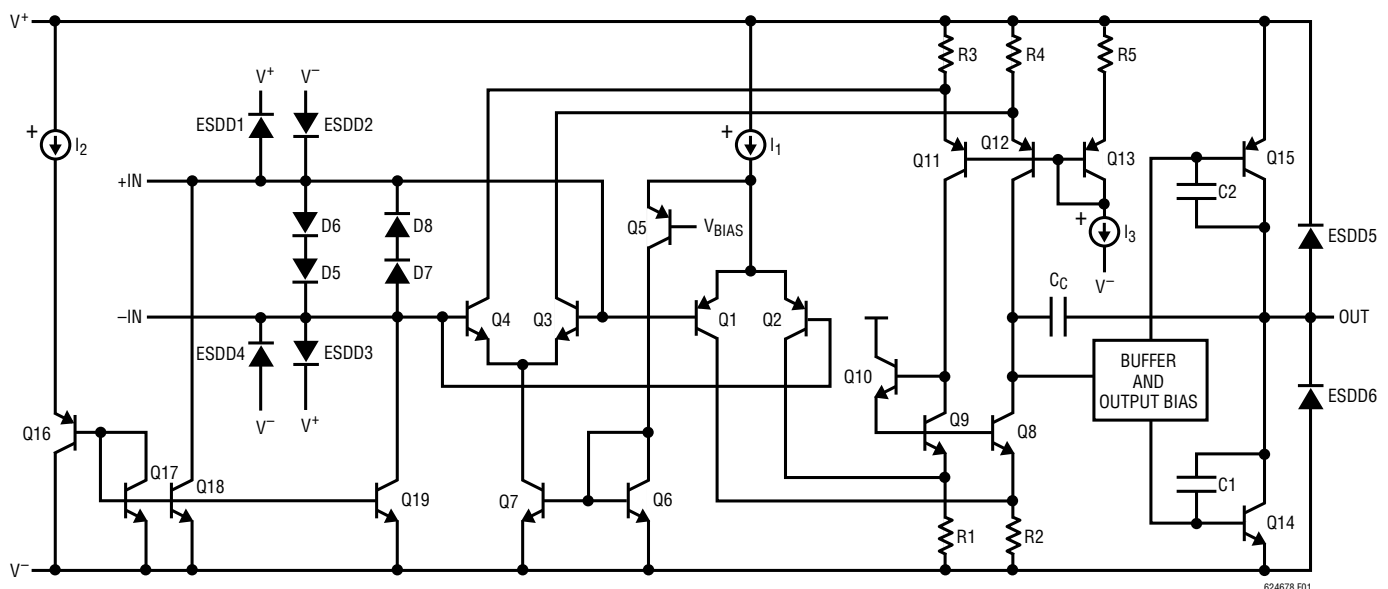 V+
R3
R4
R5
V+
V−
ESDD1
ESDD2
+
I2
+
I1
Q11
Q12
Q13
Q15
C2
+IN
D6
D8
Q5
VBIAS
+
I3
ESDD5
D5
D7
V−
CC
−IN
Q4
Q3
Q1
Q2
OUT
ESDD4
ESDD3
Q10
BUFFER
AND
OUTPUT BIAS
ESDD6
V−
V+
Q16
Q9
Q8
Q17
Q18
Q19
Q7
Q6
C1
Q14
R1
R2
V−
624678 F01